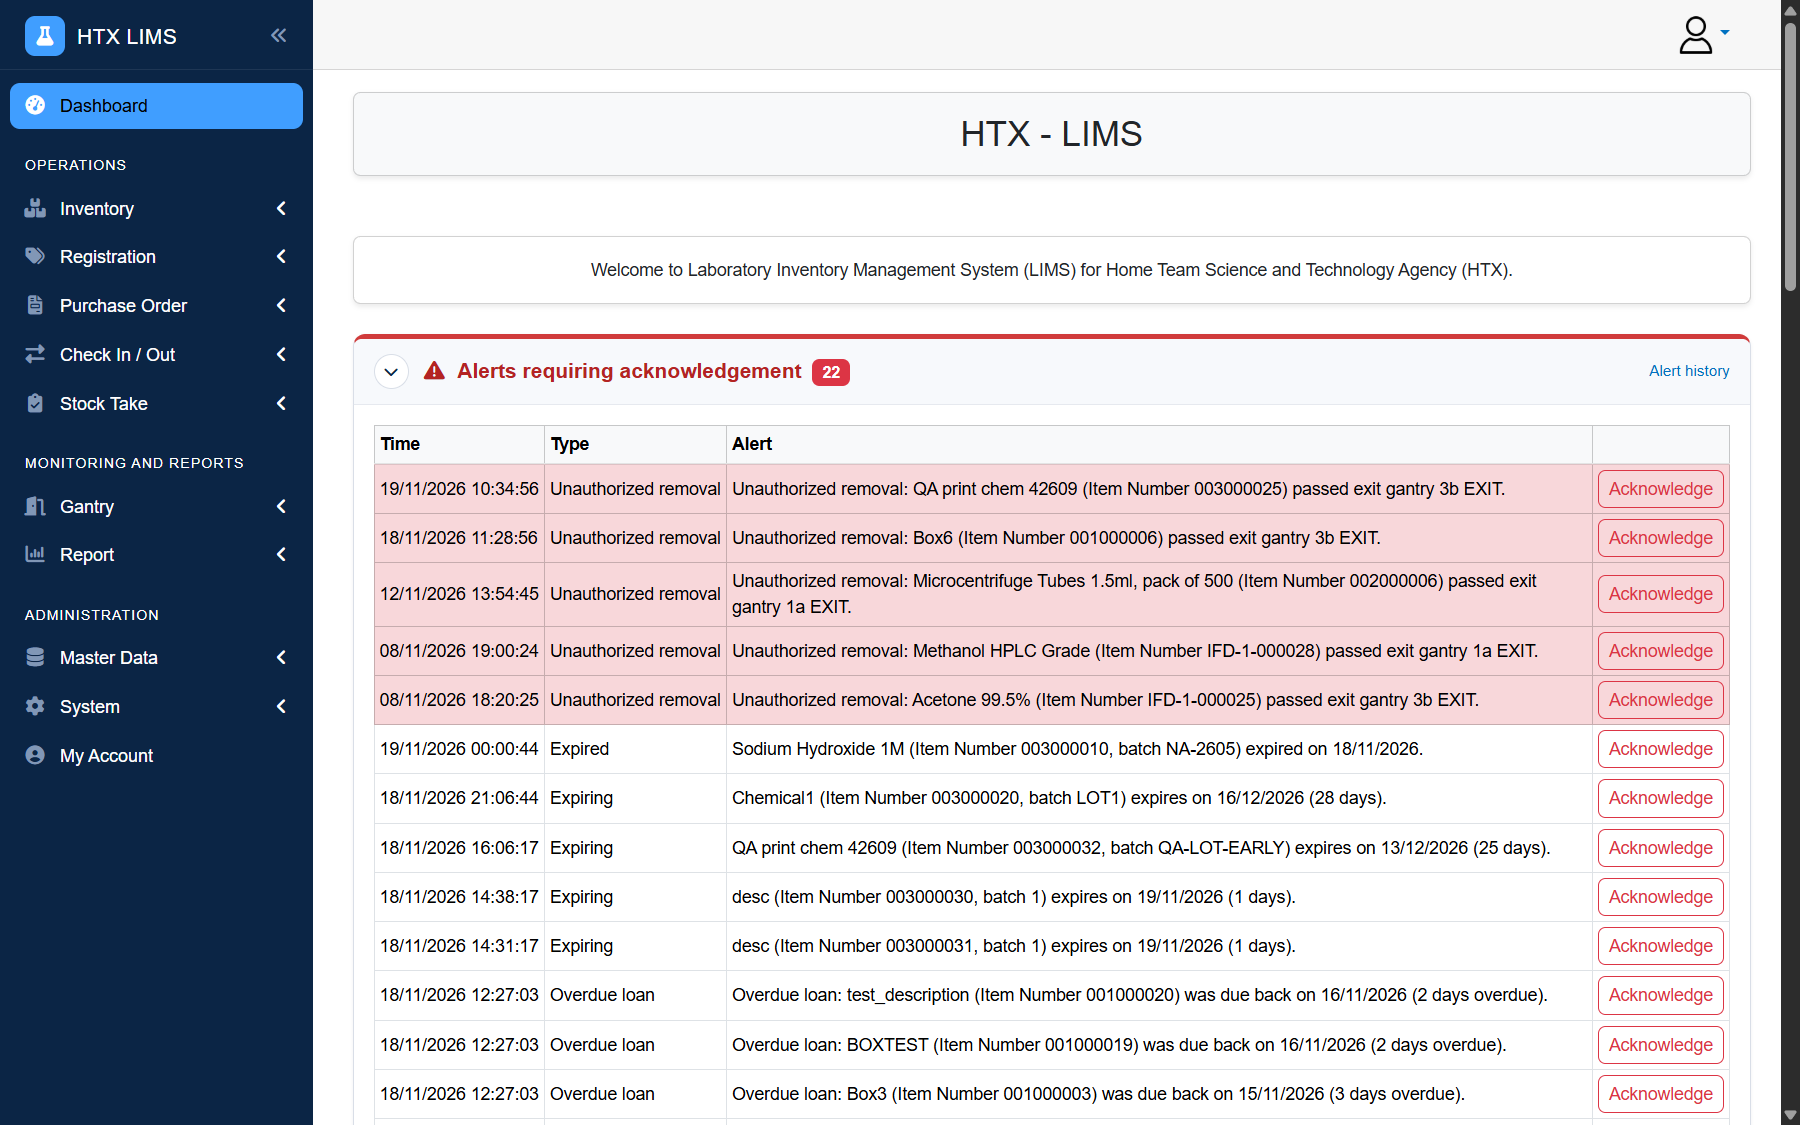 HTX LIMS
Dashboard
OPERATIONS
Inventory
Registration
Purchase Order
Check In / Out
Stock Take
MONITORING AND REPORTS
Gantry
Report
ADMINISTRATION
Master Data
System
My Account
HTX - LIMS
Welcome to Laboratory Inventory Management System (LIMS) for Home Team Science and Technology Agency (HTX).
Alerts requiring acknowledgement 22
Alert history
Time Type Alert
19/11/2026 10:34:56 Unauthorized removal Unauthorized removal: QA print chem 42609 (Item Number 003000025) passed exit gantry 3b EXIT. Acknowledge
18/11/2026 11:28:56 Unauthorized removal Unauthorized removal: Box6 (Item Number 001000006) passed exit gantry 3b EXIT. Acknowledge
12/11/2026 13:54:45 Unauthorized removal Unauthorized removal: Microcentrifuge Tubes 1.5ml, pack of 500 (Item Number 002000006) passed exit
gantry 1a EXIT. Acknowledge
08/11/2026 19:00:24 Unauthorized removal Unauthorized removal: Methanol HPLC Grade (Item Number IFD-1-000028) passed exit gantry 1a EXIT. Acknowledge
08/11/2026 18:20:25 Unauthorized removal Unauthorized removal: Acetone 99.5% (Item Number IFD-1-000025) passed exit gantry 3b EXIT. Acknowledge
19/11/2026 00:00:44 Expired Sodium Hydroxide 1M (Item Number 003000010, batch NA-2605) expired on 18/11/2026. Acknowledge
18/11/2026 21:06:44 Expiring Chemical1 (Item Number 003000020, batch LOT1) expires on 16/12/2026 (28 days). Acknowledge
18/11/2026 16:06:17 Expiring QA print chem 42609 (Item Number 003000032, batch QA-LOT-EARLY) expires on 13/12/2026 (25 days). Acknowledge
18/11/2026 14:38:17 Expiring desc (Item Number 003000030, batch 1) expires on 19/11/2026 (1 days). Acknowledge
18/11/2026 14:31:17 Expiring desc (Item Number 003000031, batch 1) expires on 19/11/2026 (1 days). Acknowledge
18/11/2026 12:27:03 Overdue loan Overdue loan: test_description (Item Number 001000020) was due back on 16/11/2026 (2 days overdue). Acknowledge
18/11/2026 12:27:03 Overdue loan Overdue loan: BOXTEST (Item Number 001000019) was due back on 16/11/2026 (2 days overdue). Acknowledge
18/11/2026 12:27:03 Overdue loan Overdue loan: Box3 (Item Number 001000003) was due back on 15/11/2026 (3 days overdue). Acknowledge